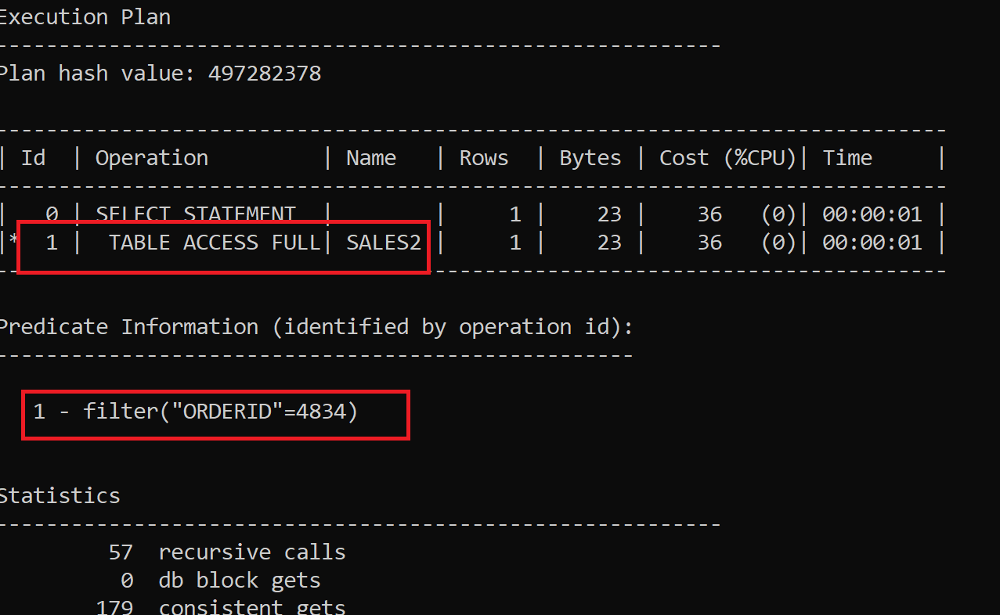 Execution Plan
----------------------------------------------------------
Plan hash value: 497282378
----------------------------------------------------------------------------
| Id  | Operation         | Name   | Rows  | Bytes | Cost (%CPU)| Time     |
----------------------------------------------------------------------------
|   0 | SELECT STATEMENT  |        |     1 |    23 |    36   (0)| 00:00:01 |
|*  1 |  TABLE ACCESS FULL| SALES2 |     1 |    23 |    36   (0)| 00:00:01 |
----------------------------------------------------------------------------
Predicate Information (identified by operation id):
---------------------------------------------------
1 - filter("ORDERID"=4834)
Statistics
----------------------------------------------------------
57  recursive calls
0  db block gets
179  consistent gets